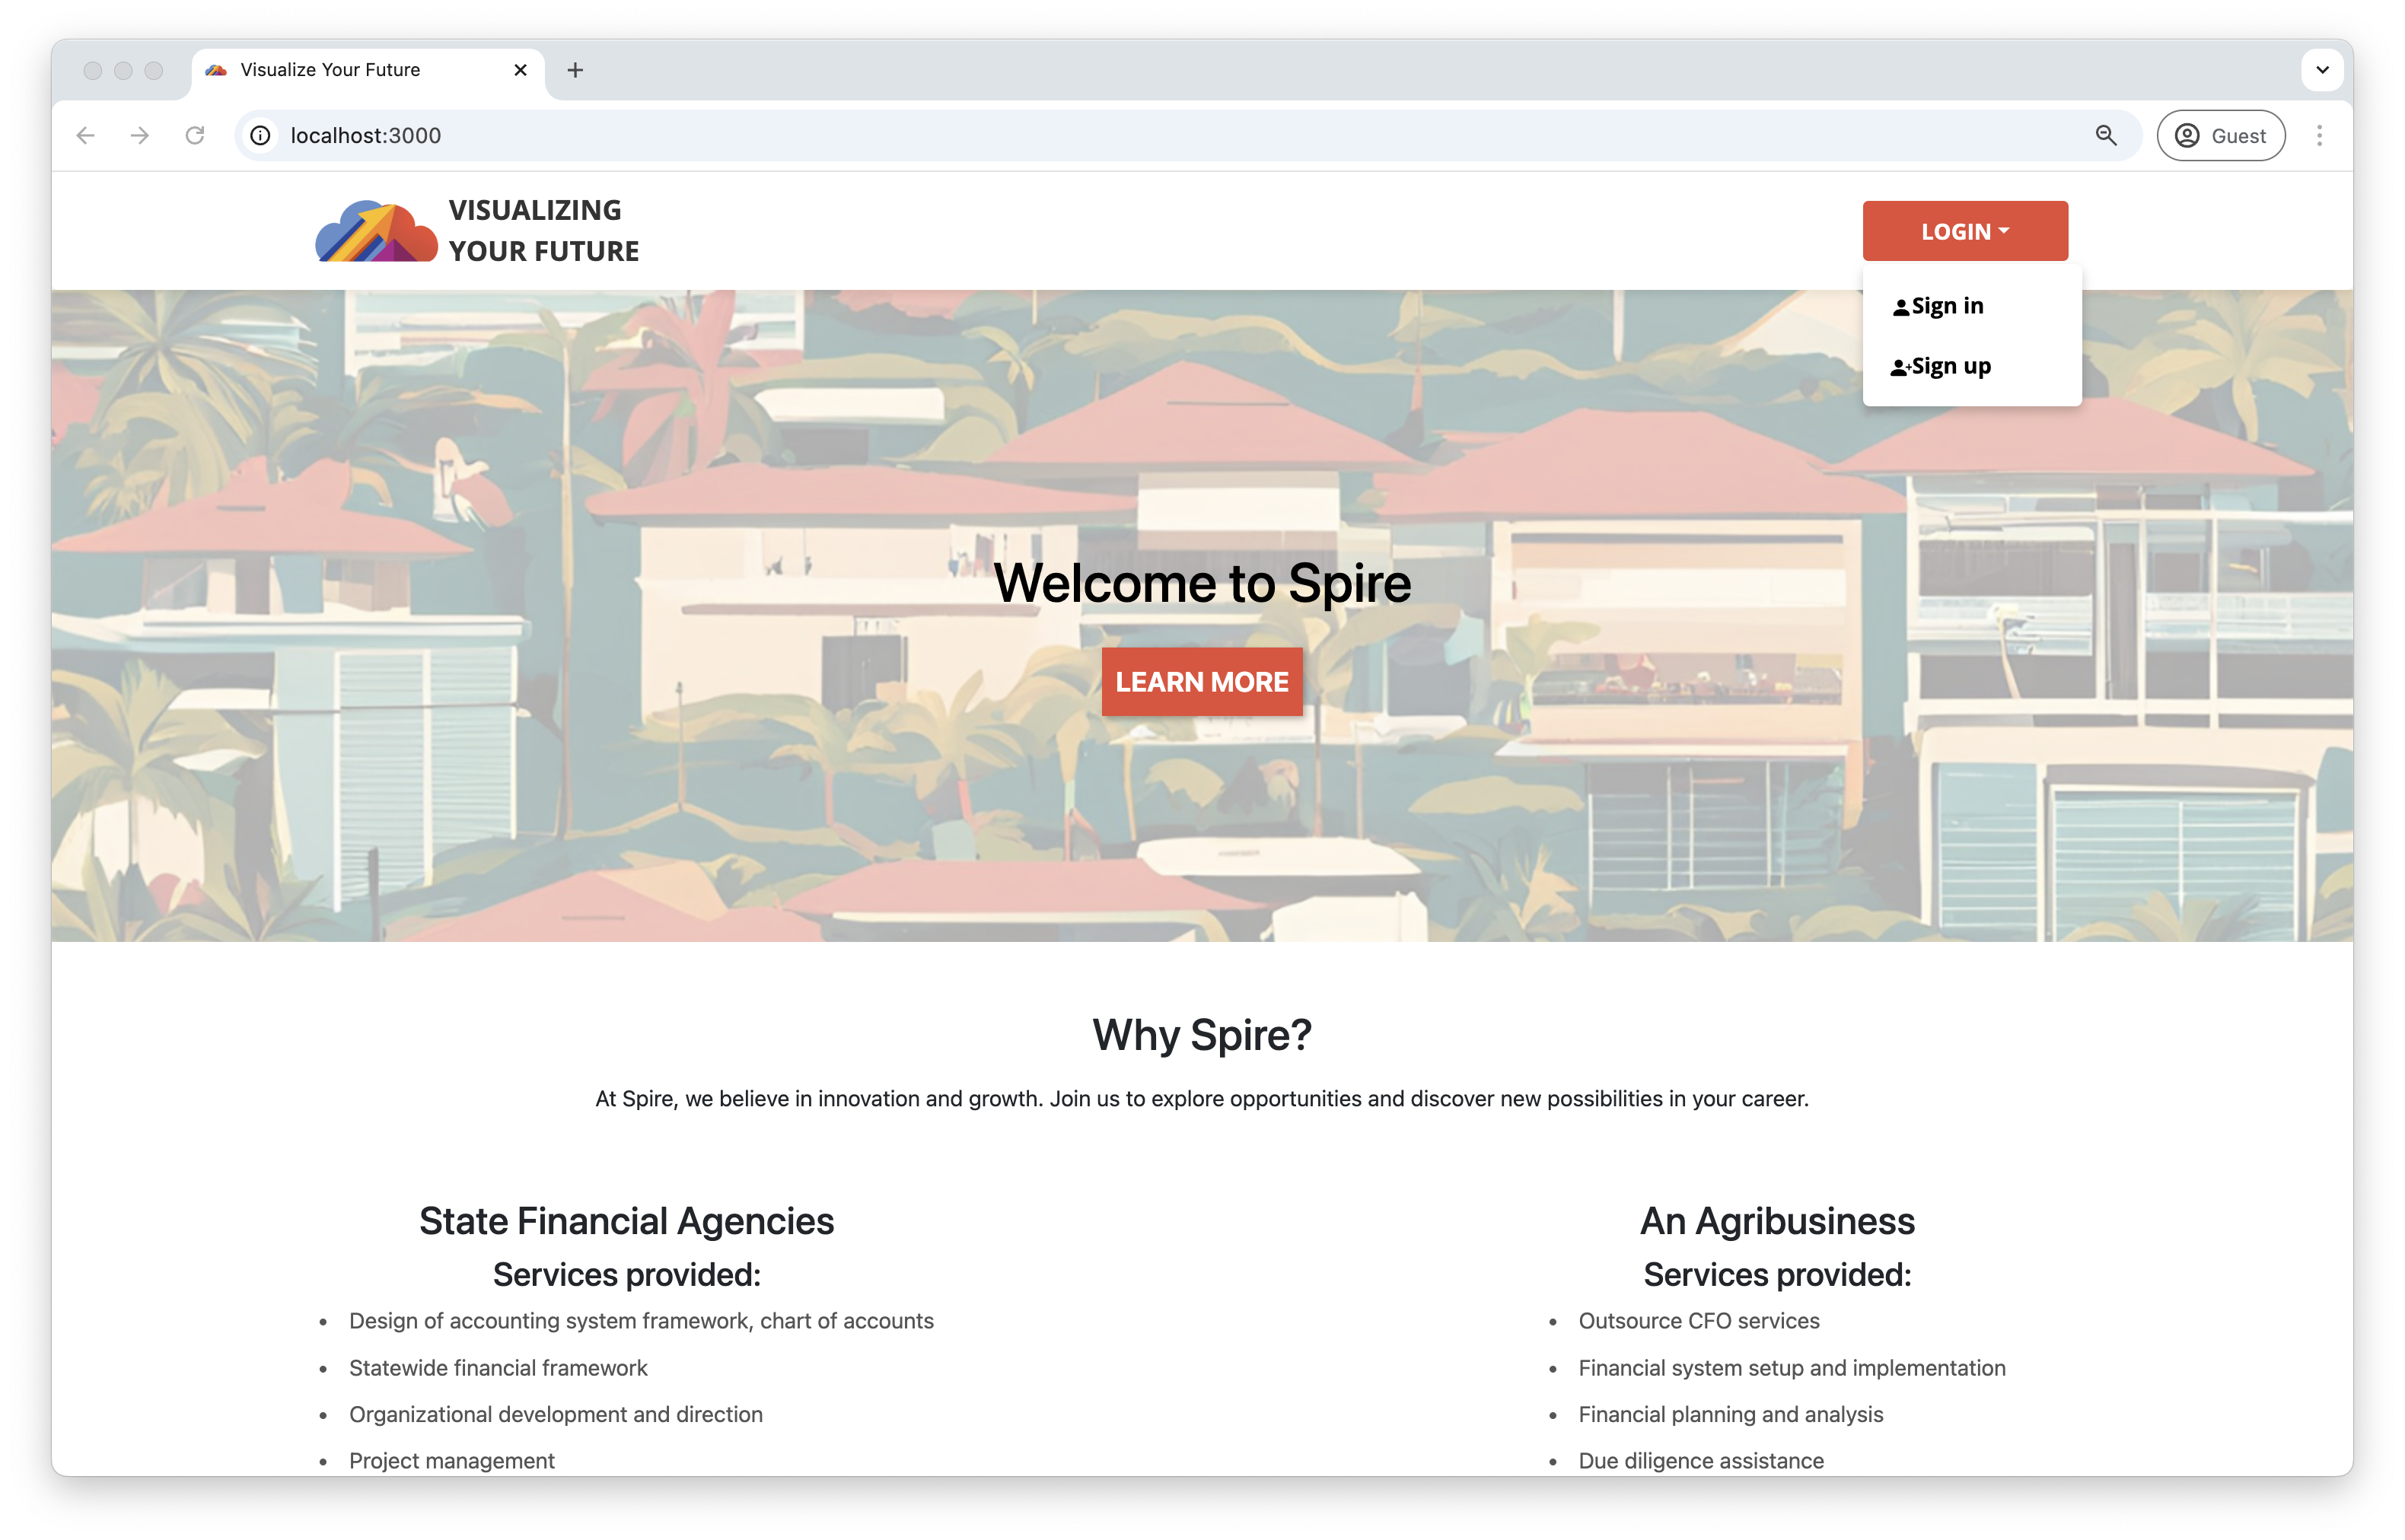 Visualize Your Future
localhost:3000
Guest
VISUALIZING
YOUR FUTURE
LOGIN
Sign in
Sign up
Welcome to Spire
LEARN MORE
Why Spire?
At Spire, we believe in innovation and growth. Join us to explore opportunities and discover new possibilities in your career.
State Financial Agencies
Services provided:
• Design of accounting system framework, chart of accounts
• Statewide financial framework
• Organizational development and direction
• Project management
An Agribusiness
Services provided:
• Outsource CFO services
• Financial system setup and implementation
• Financial planning and analysis
• Due diligence assistance